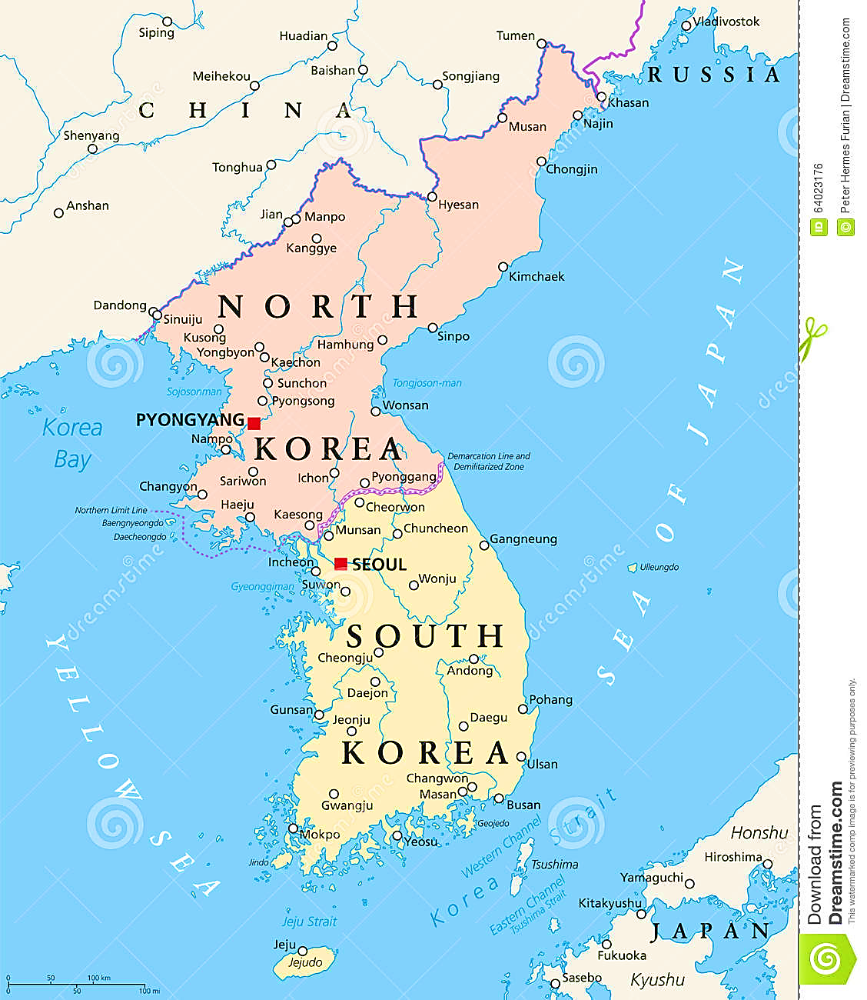 Siping
Huadian
Tumen
Vladivostok
Baishan
Meihekou
Songjiang
RUSSIA
CHINA
Khasan
Musan
Najin
Shenyang
Tonghua
Chongjin
Anshan
Hyesan
Jian
Manpo
Kanggye
Kimchaek
Dandong
NORTH
Sinuiju
Kusong
Hamhung
Sinpo
Yongbyon
Kaechon
Sojosonman
Sunchon
Tongjoson-man
Pyongsong
Wonsan
PYONGYANG
Korea
Bay
Nampo
KOREA
Demarcation Line and
Demilitarized Zone
Changyon
Sariwon
Ichon
Pyonggang
Haeju
Kaesong
Cheorwon
Northern Limit Line
Baengnyeongdo
Daecheongdo
Munsan
Chuncheon
Gangneung
Incheon
SEOUL
Ulleungdo
Gyeonggiman
Suwon
Wonju
SEA OF JAPAN
SOUTH
Cheongju
Andong
Daejon
YELLOW SEA
Gunsan
Jeonju
Daegu
Pohang
KOREA
Ulsan
Changwon
Masan
Gwangju
Busan
Mokpo
Yeosu
Geojedo
Jindo
Western Channel
Korea Strait
Tsushima
Eastern Channel
Tsushima Strait
Honshu
Hiroshima
Yamaguchi
Kitakyushu
JAPAN
Jeju Strait
Jeju
Jejudo
Fukuoka
Sasebo
Kyushu
0 50 100 km
0 100 mi
dreamstime
ID 64023176
© Peter Hermes Furian | Dreamstime.com
Download from
Dreamstime.com
This watermarked comp image is for previewing purposes only.